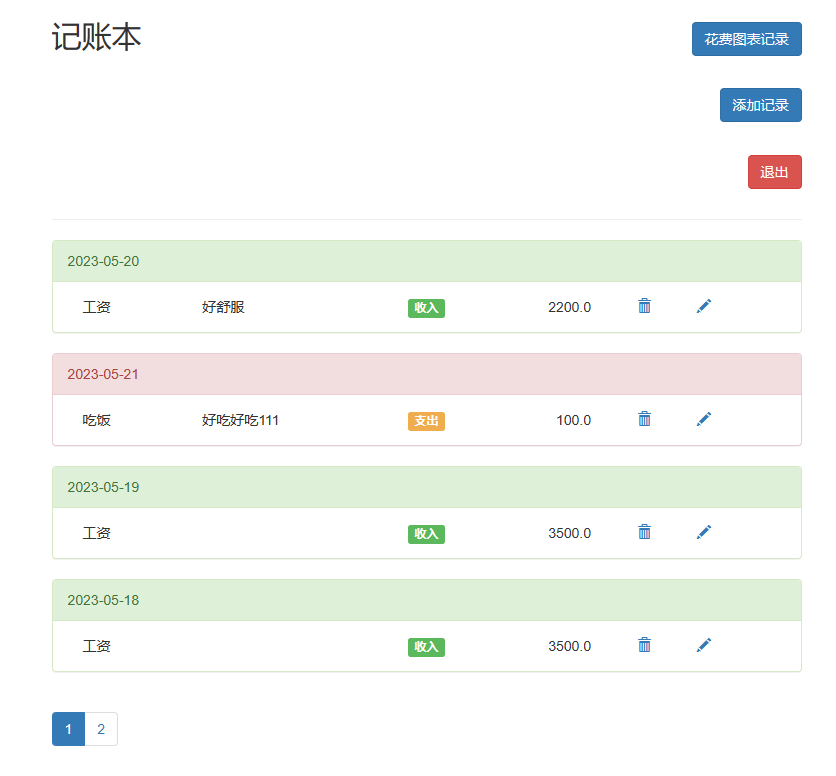 记账本
花费图表记录
添加记录
退出
2023-05-20
工资 好舒服 收入 2200.0
2023-05-21
吃饭 好吃好吃111 支出 100.0
2023-05-19
工资 收入 3500.0
2023-05-18
工资 收入 3500.0
1 2